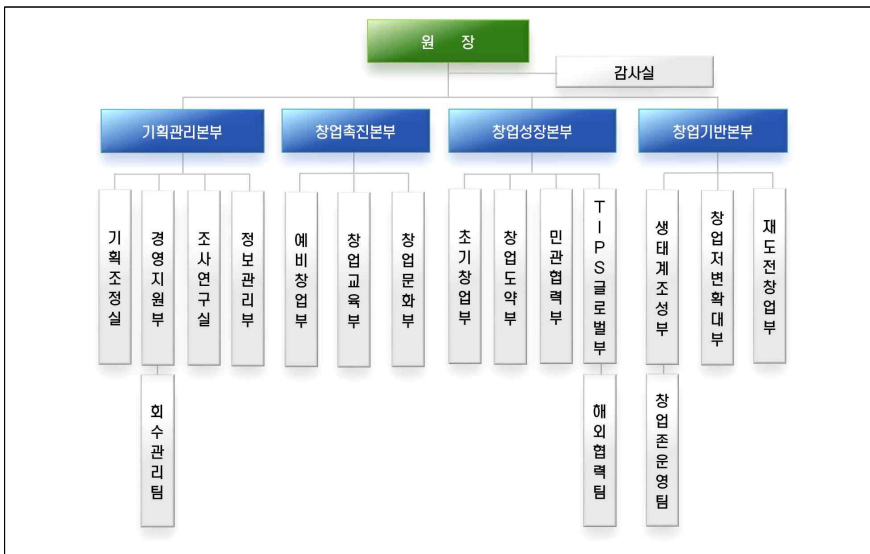 원 장
감사실
기획관리본부
창업촉진본부
창업성장본부
창업기반본부
기획조정실
경영지원부
조사연구실
정보관리부
예비창업부
창업교육부
창업문화부
초기창업부
창업도약부
민관협력부
TIPS글로벌부
생태계조성부
창업저변확대부
재도전창업부
회수관리팀
해외협력팀
창업존운영팀